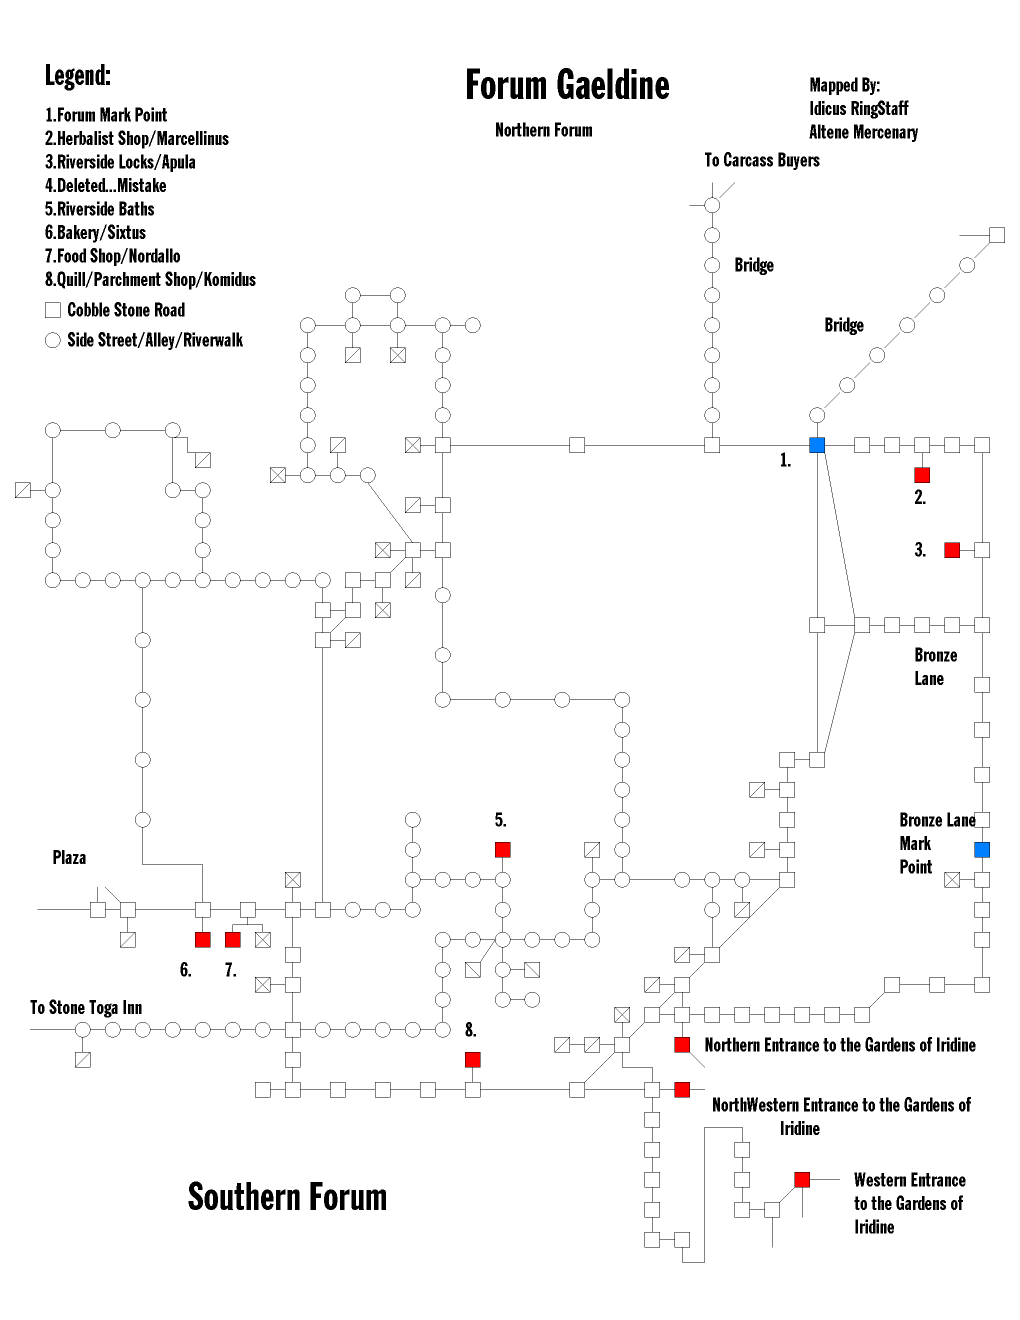 Legend:
1.Forum Mark Point
2.Herbalist Shop/Marcellinus
3.Riverside Locks/Apula
4.Deleted...Mistake
5.Riverside Baths
6.Bakery/Sixtus
7.Food Shop/Nordallo
8.Quill/Parchment Shop/Komidus
Cobble Stone Road
Side Street/Alley/Riverwalk
Forum Gaeldine
Northern Forum
Mapped By:
Idicus Ring$taff
Altene Mercenary
To Carcass Buyers
Bridge
Bridge
1.
2.
3.
Bronze
Lane
Bronze Lane
Mark
Point
5.
Plaza
6.
7.
To Stone Toga Inn
8.
Northern Entrance to the Gardens of Iridine
NorthWestern Entrance to the Gardens of
Iridine
Western Entrance
to the Gardens of
Iridine
Southern Forum